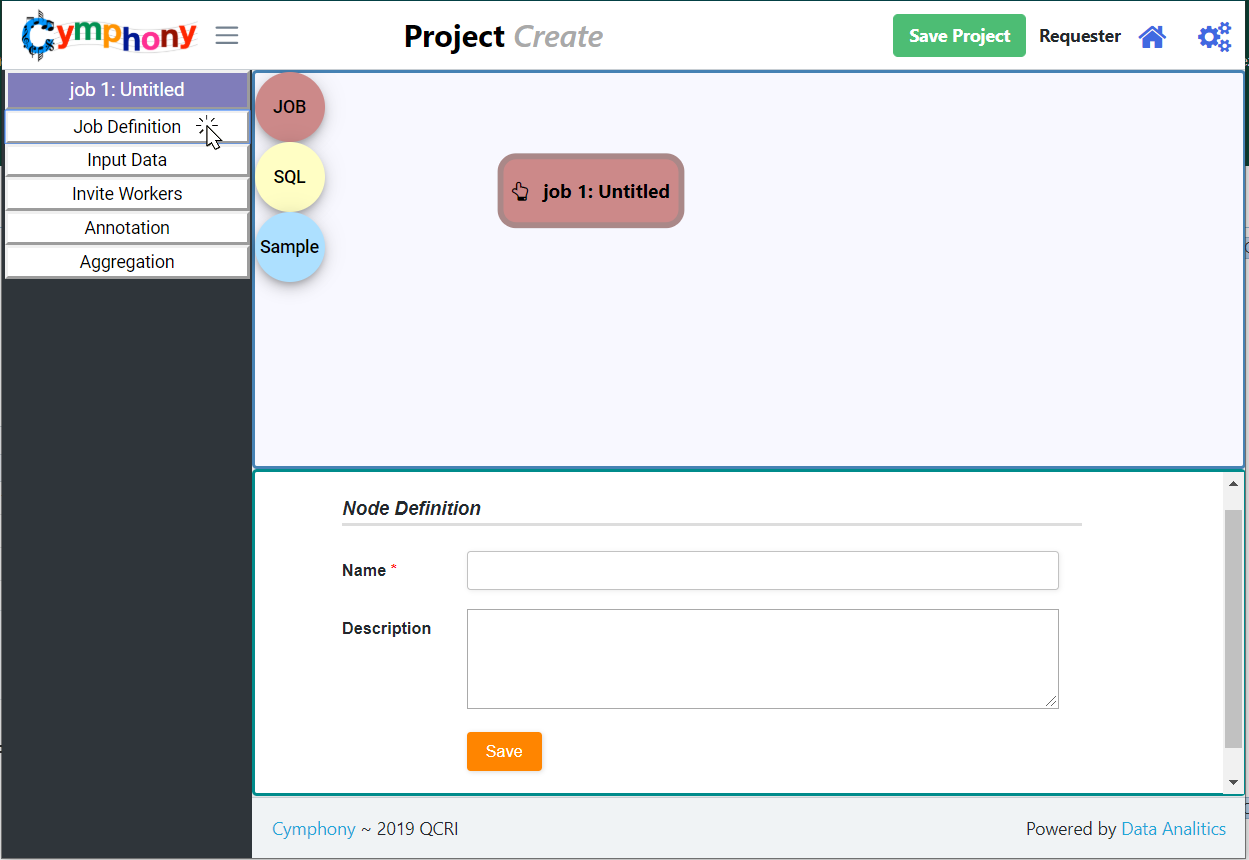 Cymphony
Project Create
Save Project
Requester
job 1: Untitled
Job Definition
Input Data
Invite Workers
Annotation
Aggregation
JOB
SQL
Sample
job 1: Untitled
Node Definition
Name *
Description
Save
Cymphony ~ 2019 QCRI
Powered by Data Analitics